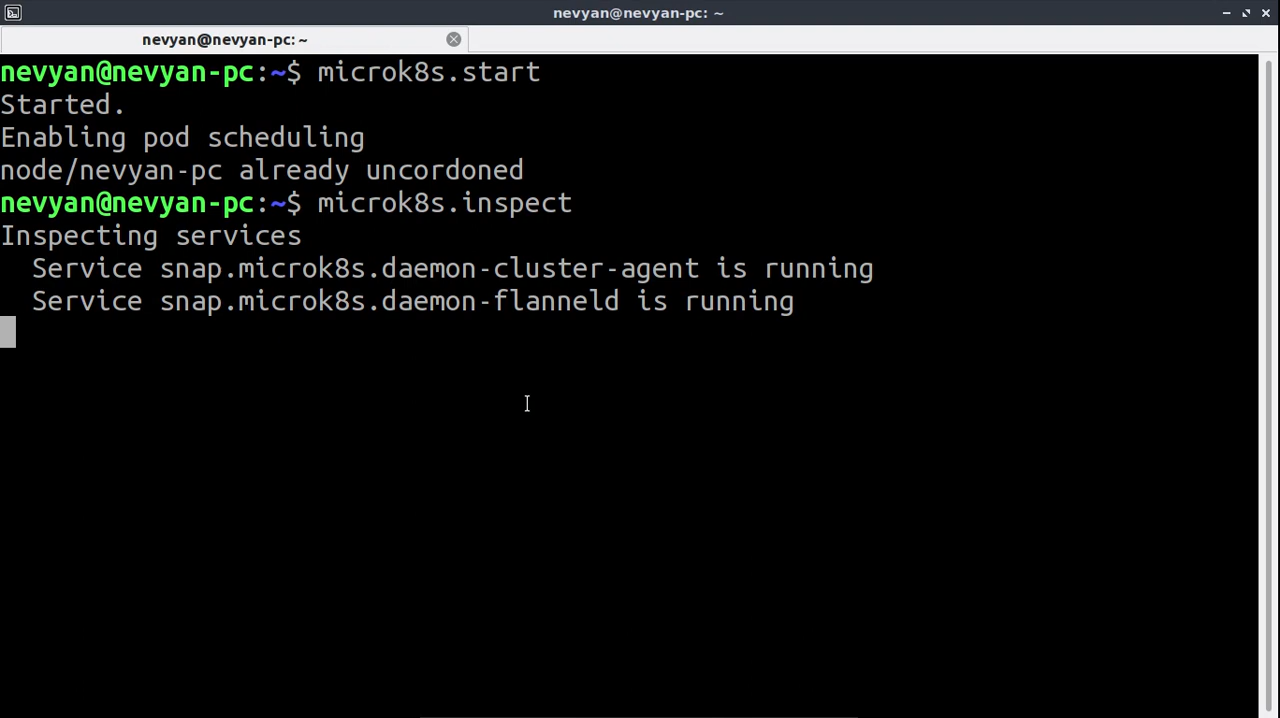 nevyan@nevyan-pc: ~
nevyan@nevyan-pc: ~
nevyan@nevyan-pc:~$ microk8s.start
Started.
Enabling pod scheduling
node/nevyan-pc already uncordoned
nevyan@nevyan-pc:~$ microk8s.inspect
Inspecting services
  Service snap.microk8s.daemon-cluster-agent is running
  Service snap.microk8s.daemon-flanneld is running